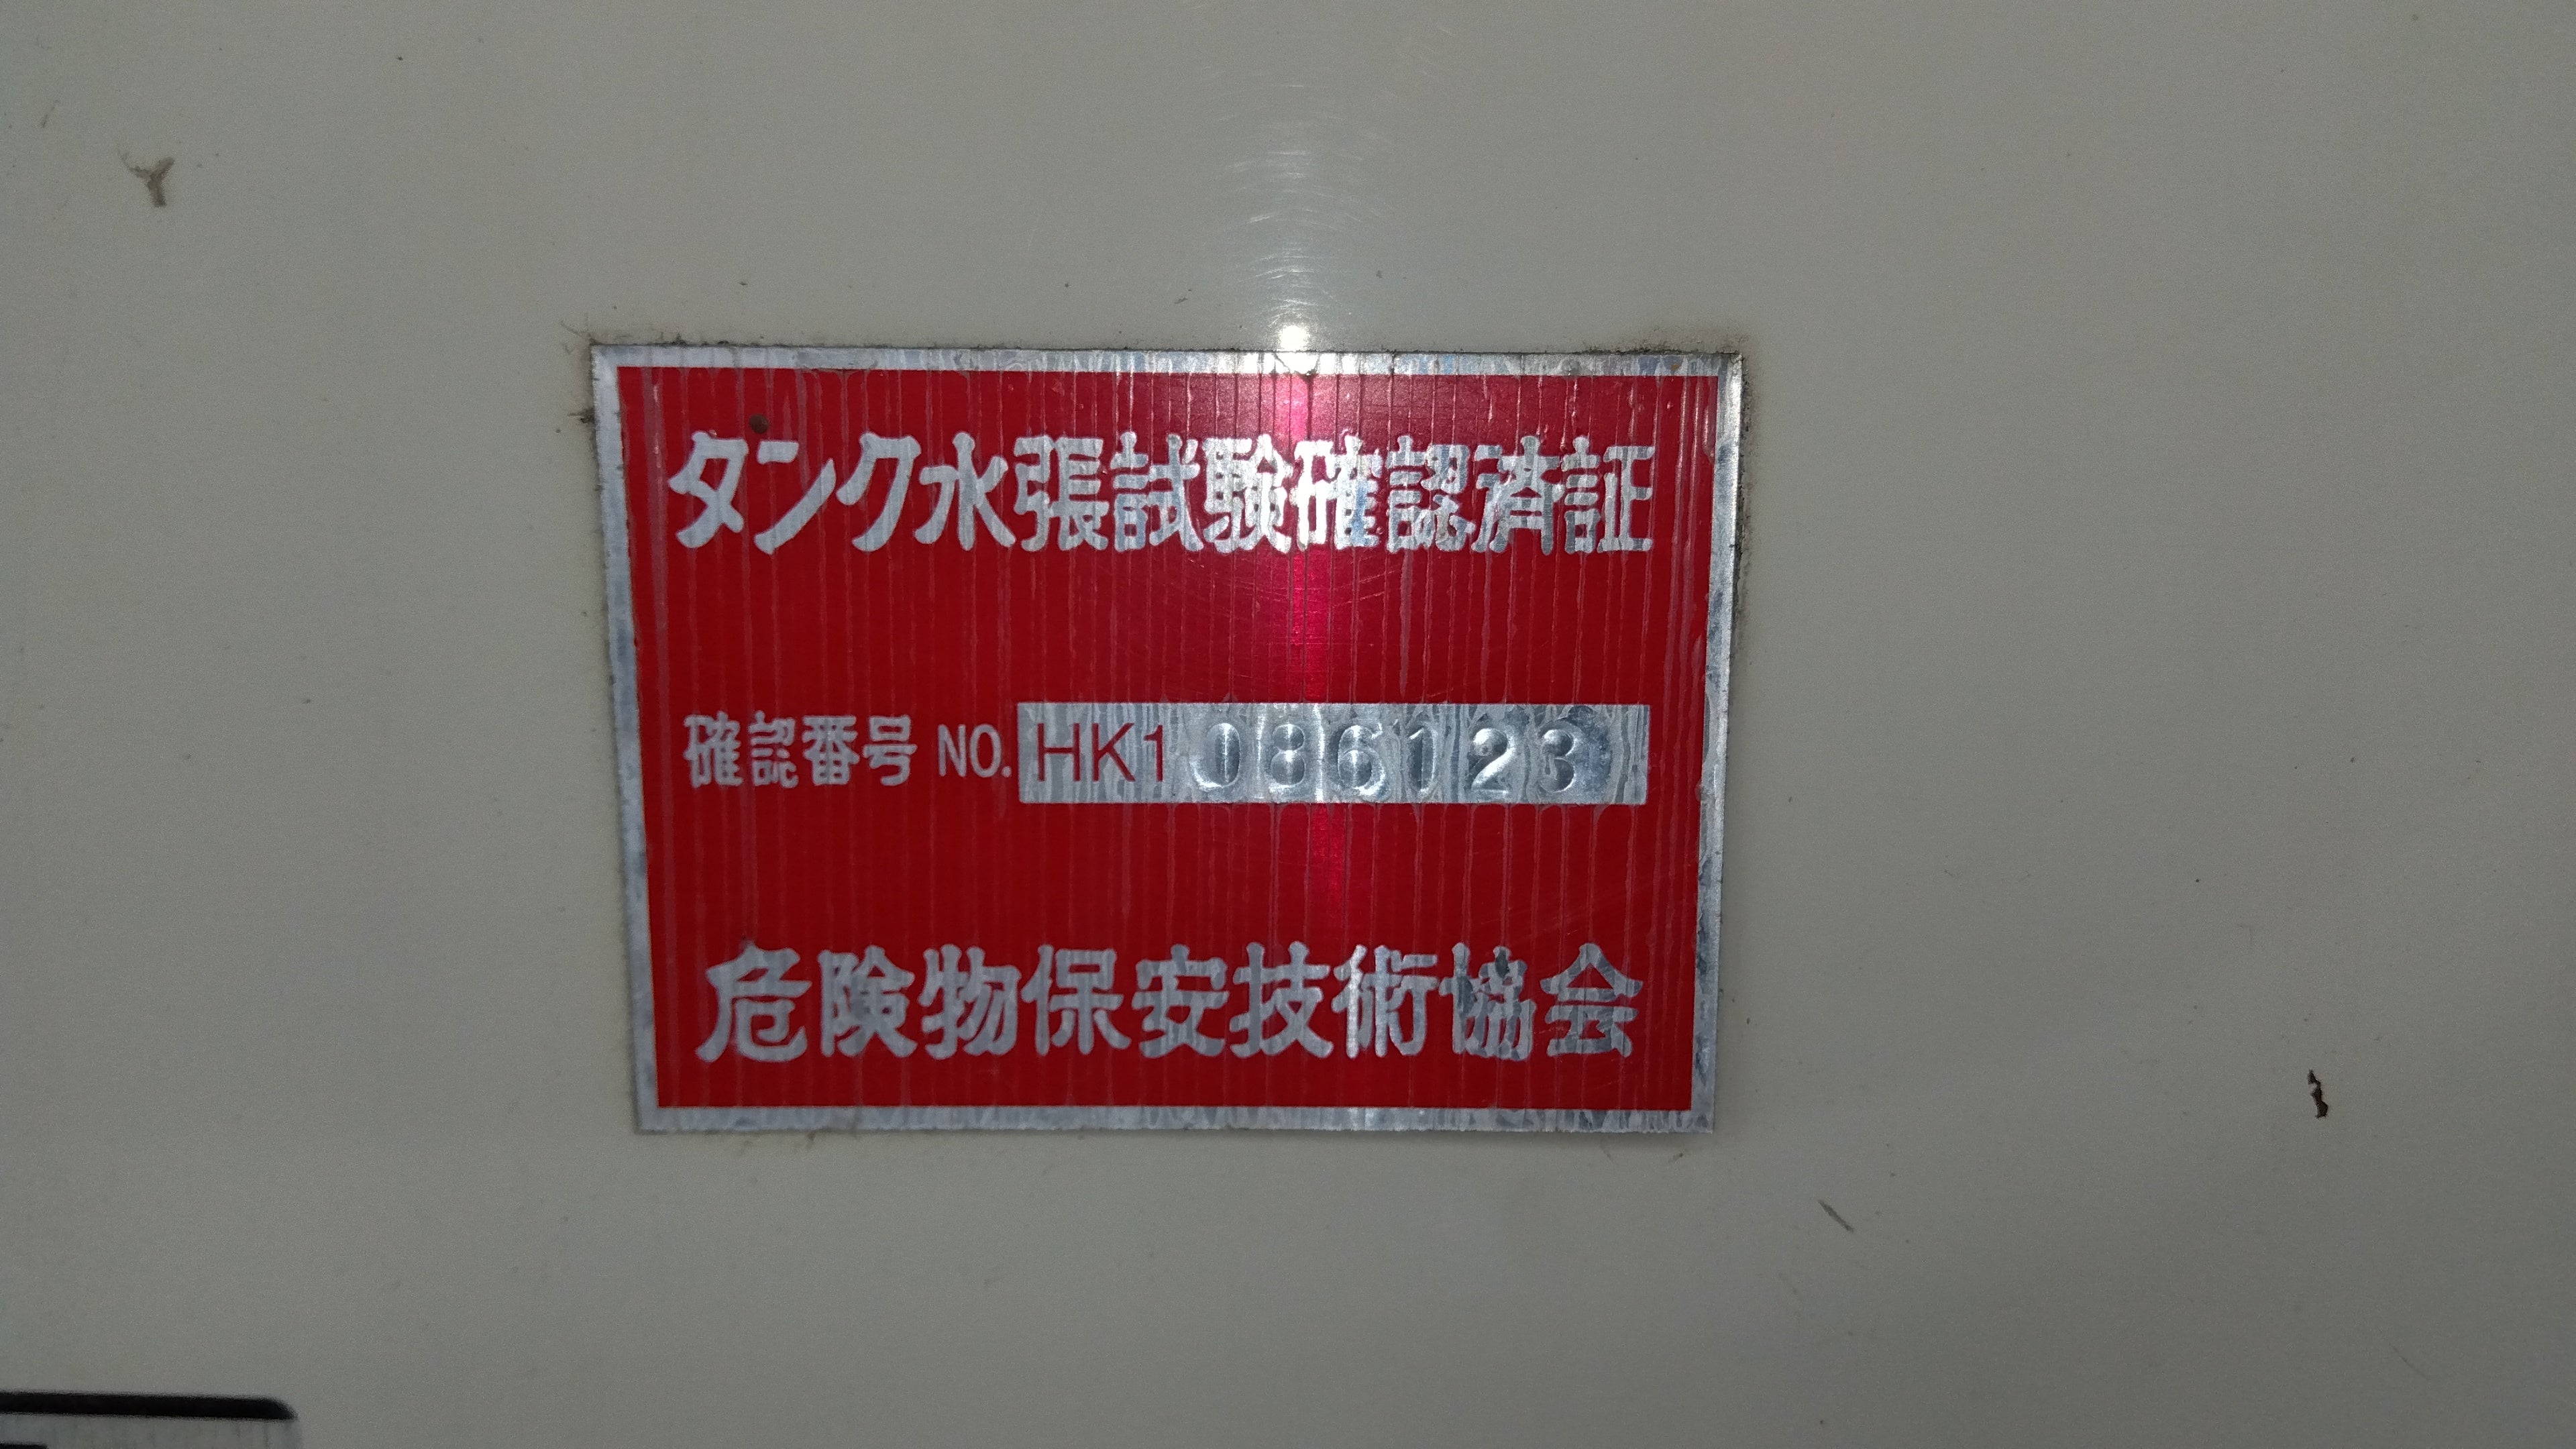 タンク水張試験確認済証
確認番号 NO. HK1 086123
危険物保安技術協会